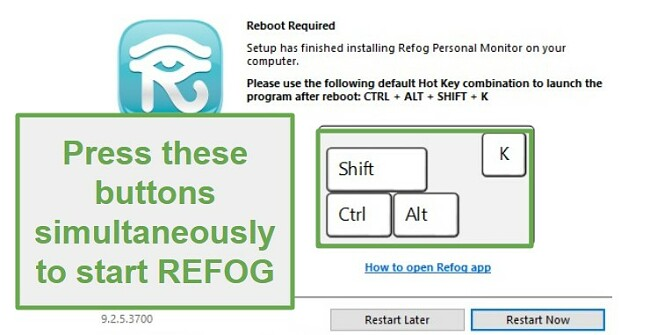 Reboot Required
Setup has finished installing Refog Personal Monitor on your
computer.
Please use the following default Hot Key combination to launch the
program after reboot: CTRL + ALT + SHIFT + K
Press these
buttons
simultaneously
to start REFOG
K
Shift
Ctrl Alt
How to open Refog app
9.2.5.3700
Restart Later
Restart Now